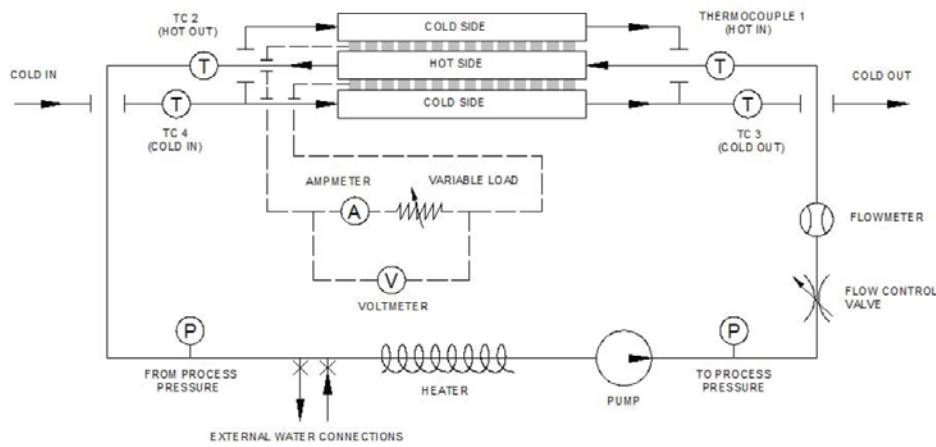 TC 2
(HOT OUT)
COLD SIDE
THERMOCOUPLE 1
(HOT IN)
COLD IN
T
HOT SIDE
T
COLD OUT
T
COLD SIDE
T
TC 4
(COLD IN)
TC 3
(COLD OUT)
AMPMETER
VARIABLE LOAD
A
FLOWMETER
V
VOLTMETER
FLOW CONTROL
VALVE
P
P
FROM PROCESS
PRESSURE
HEATER
PUMP
TO PROCESS
PRESSURE
EXTERNAL WATER CONNECTIONS